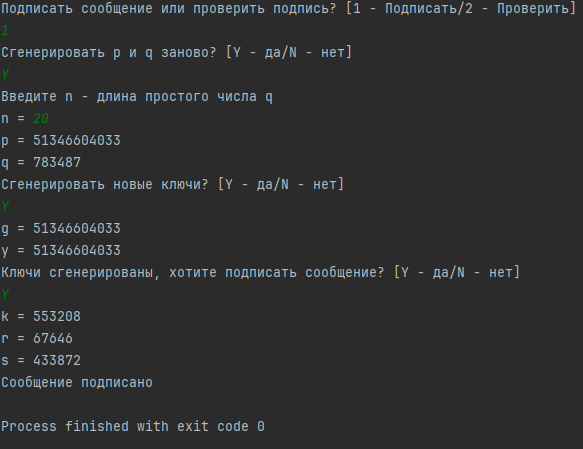 Подписать сообщение или проверить подпись? [1 - Подписать/2 - Проверить]
1
Сгенерировать p и q заново? [Y - да/N - нет]
Y
Введите n - длина простого числа q
n = 20
p = 51346604033
q = 783487
Сгенерировать новые ключи? [Y - да/N - нет]
Y
g = 51346604033
y = 51346604033
Ключи сгенерированы, хотите подписать сообщение? [Y - да/N - нет]
Y
k = 553208
r = 67646
s = 433872
Сообщение подписано
Process finished with exit code 0